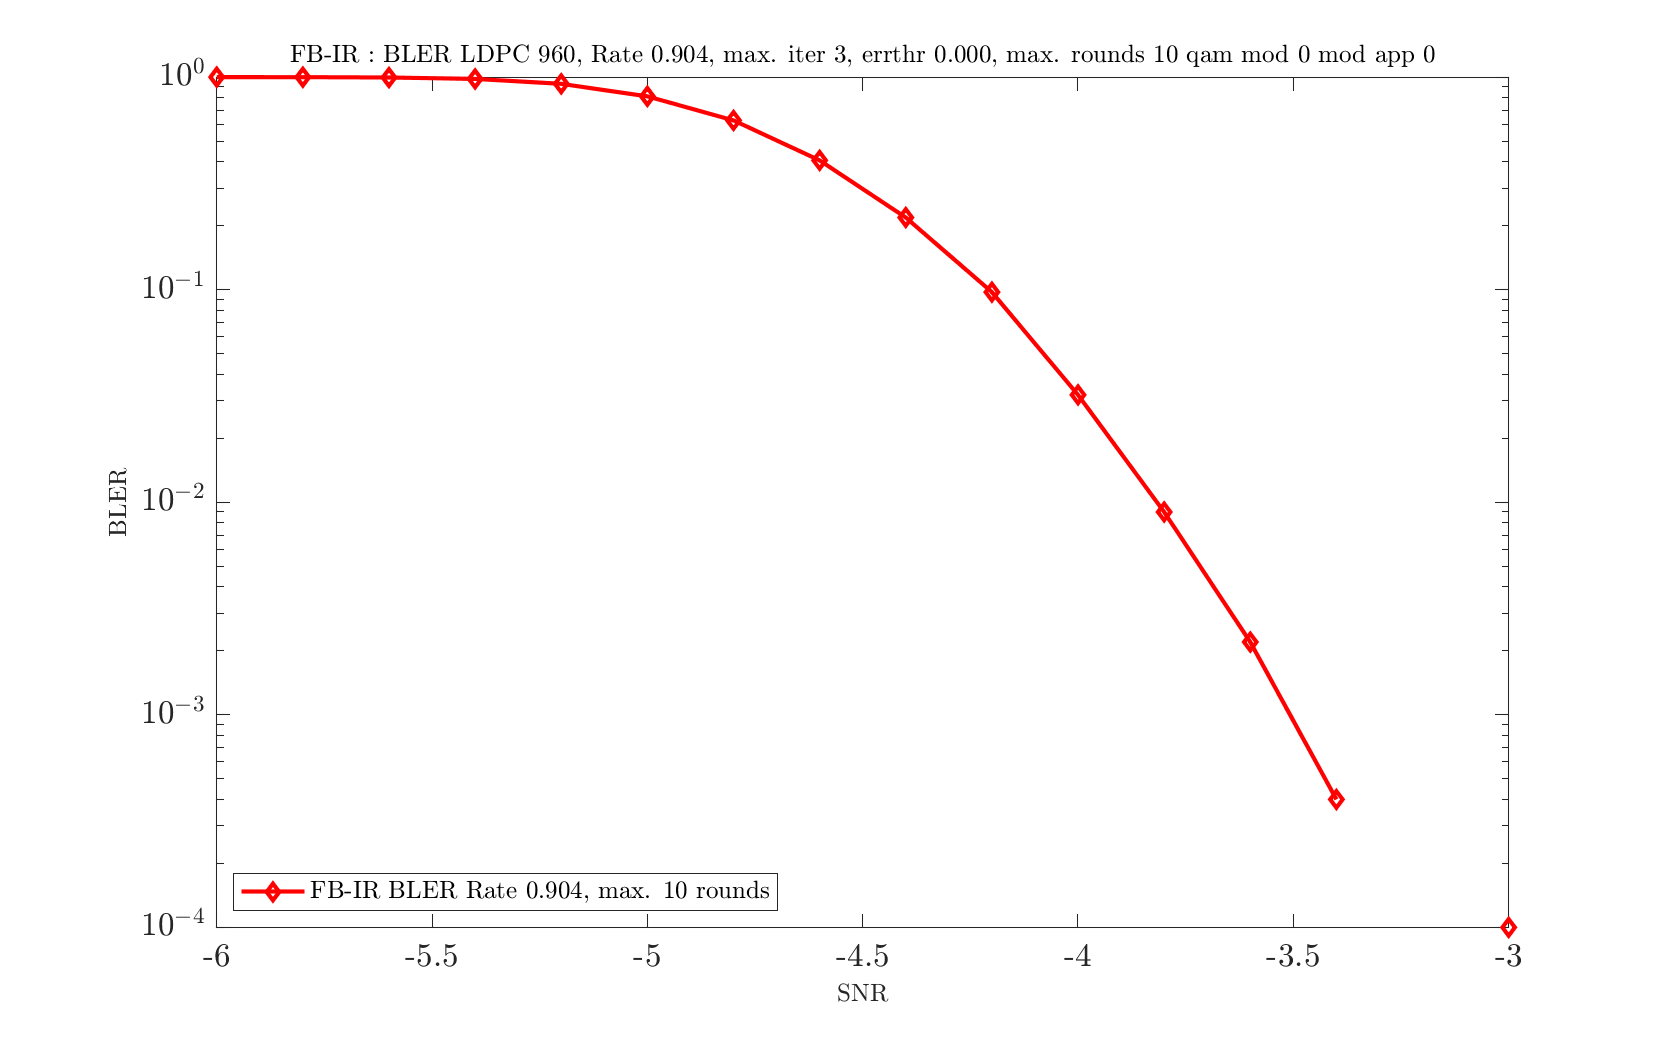 FB-IR : BLER LDPC 960, Rate 0.904, max. iter 3, errthr 0.000, max. rounds 10 qam mod 0 mod app 0
10^0
10^-1
10^-2
10^-3
10^-4
BLER
FB-IR BLER Rate 0.904, max. 10 rounds
-6 -5.5 -5 -4.5 -4 -3.5 -3
SNR